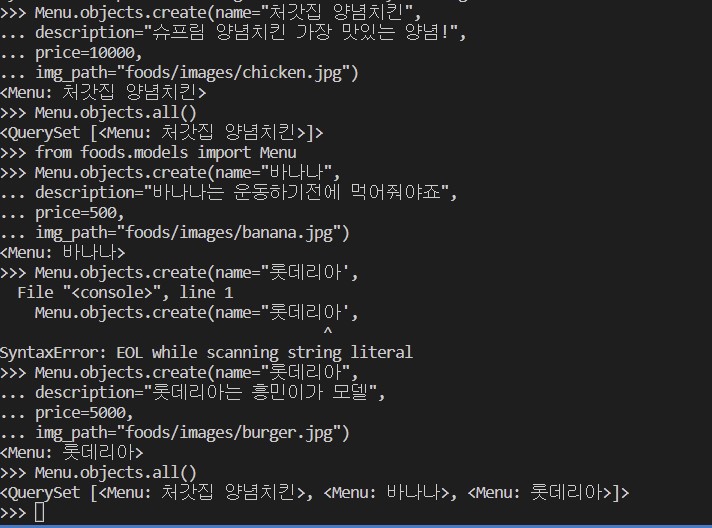 >>> Menu.objects.create(name="처갓집 양념치킨",
... description="슈프림 양념치킨 가장 맛있는 양념!",
... price=10000,
... img_path="foods/images/chicken.jpg")
<Menu: 처갓집 양념치킨>
>>> Menu.objects.all()
<QuerySet [<Menu: 처갓집 양념치킨>]>
>>> from foods.models import Menu
>>> Menu.objects.create(name="바나나",
... description="바나나는 운동하기전에 먹어줘야죠",
... price=500,
... img_path="foods/images/banana.jpg")
<Menu: 바나나>
>>> Menu.objects.create(name="롯데리아',
  File "<console>", line 1
    Menu.objects.create(name="롯데리아',
                                     ^
SyntaxError: EOL while scanning string literal
>>> Menu.objects.create(name="롯데리아",
... description="롯데리아는 흥민이가 모델",
... price=5000,
... img_path="foods/images/burger.jpg")
<Menu: 롯데리아>
>>> Menu.objects.all()
<QuerySet [<Menu: 처갓집 양념치킨>, <Menu: 바나나>, <Menu: 롯데리아>]>
>>>